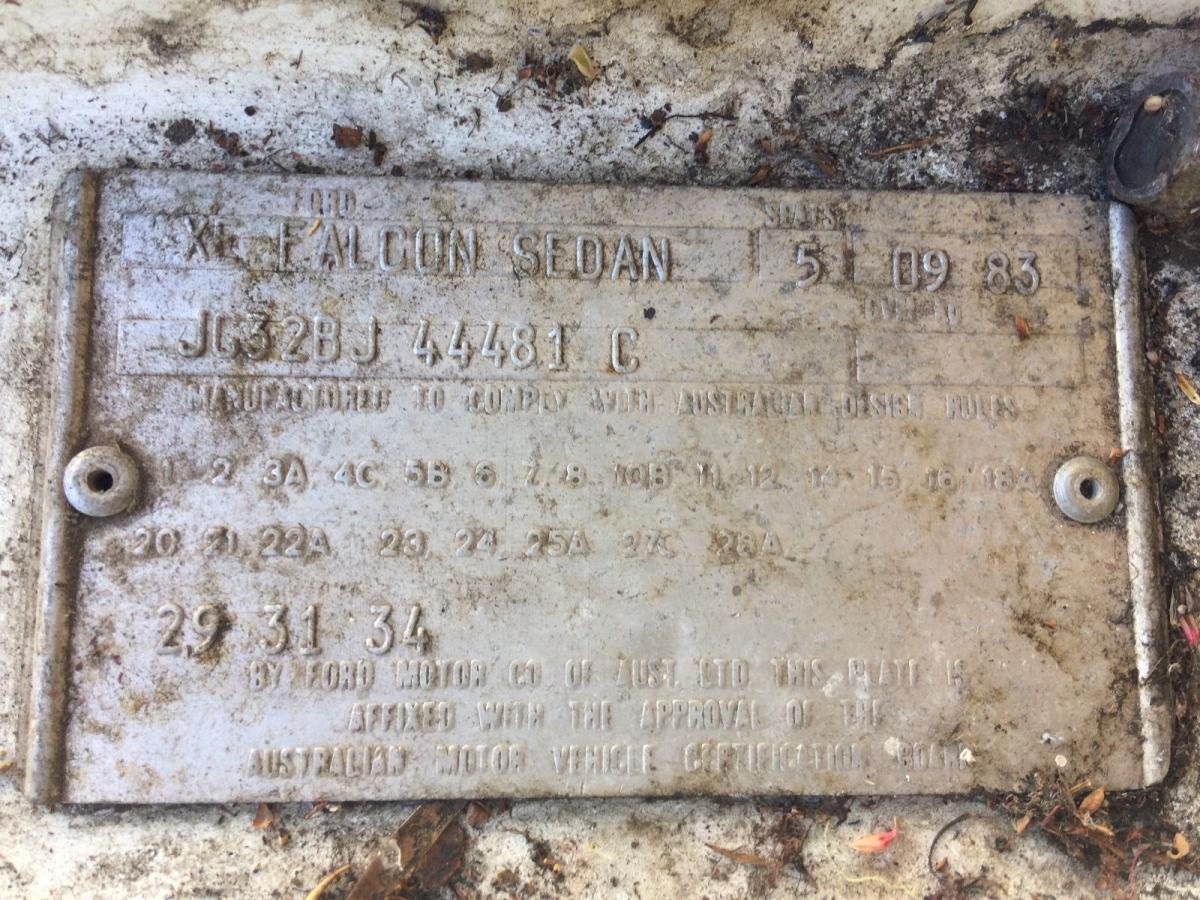 FORD SEATS
XE FALCON SEDAN 5 09 83
JG32BJ 44481 C
MANUFACTURED TO COMPLY WITH AUSTRALIAN DESIGN RULES
1 2 3A 4C 5B 6 7 8 10B 11 12 14 15 16 18A
20 21 22A 23 24 25A 27C 28A
29 31 34
BY FORD MOTOR CO OF AUST LTD THIS PLATE IS
AFFIXED WITH THE APPROVAL OF THE
AUSTRALIAN MOTOR VEHICLE CERTIFICATION BOARD